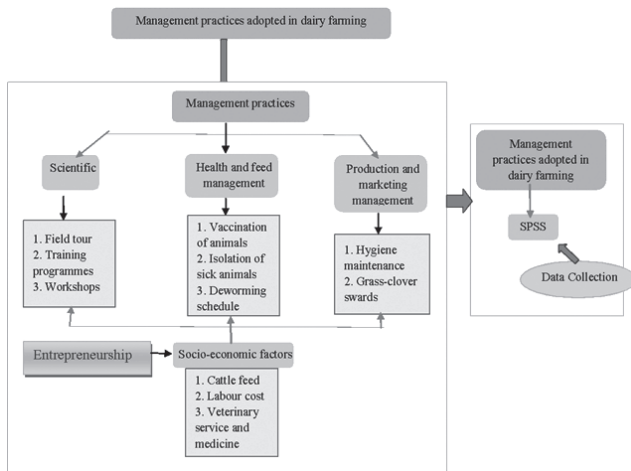 Management practices adopted in dairy farming
Management practices
Scientific
Health and feed
management
Production and
marketing
management
1. Field tour
2. Training
programmes
3. Workshops
1. Vaccination
of animals
2. Isolation of
sick animals
3. Deworming
schedule
1. Hygiene
maintenance
2. Grass-clover
swards
Entrepreneurship
Socio-economic factors
1. Cattle feed
2. Labour cost
3. Veterinary
service and
medicine
Management
practices adopted in
dairy farming
SPSS
Data Collection